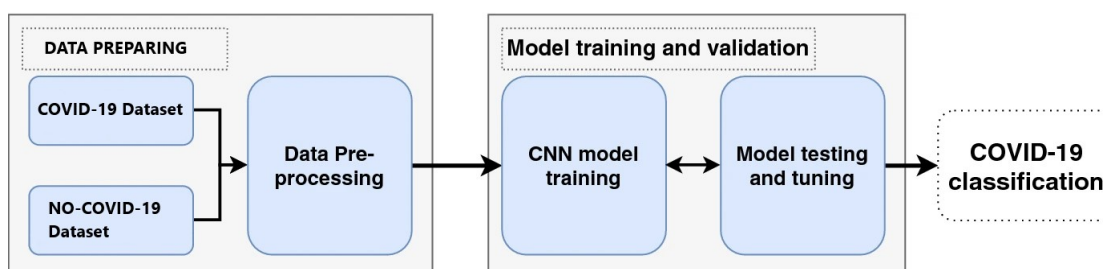 DATA PREPARING
COVID-19 Dataset
NO-COVID-19
Dataset
Data Pre-
processing
Model training and validation
CNN model
training
Model testing
and tuning
COVID-19
classification